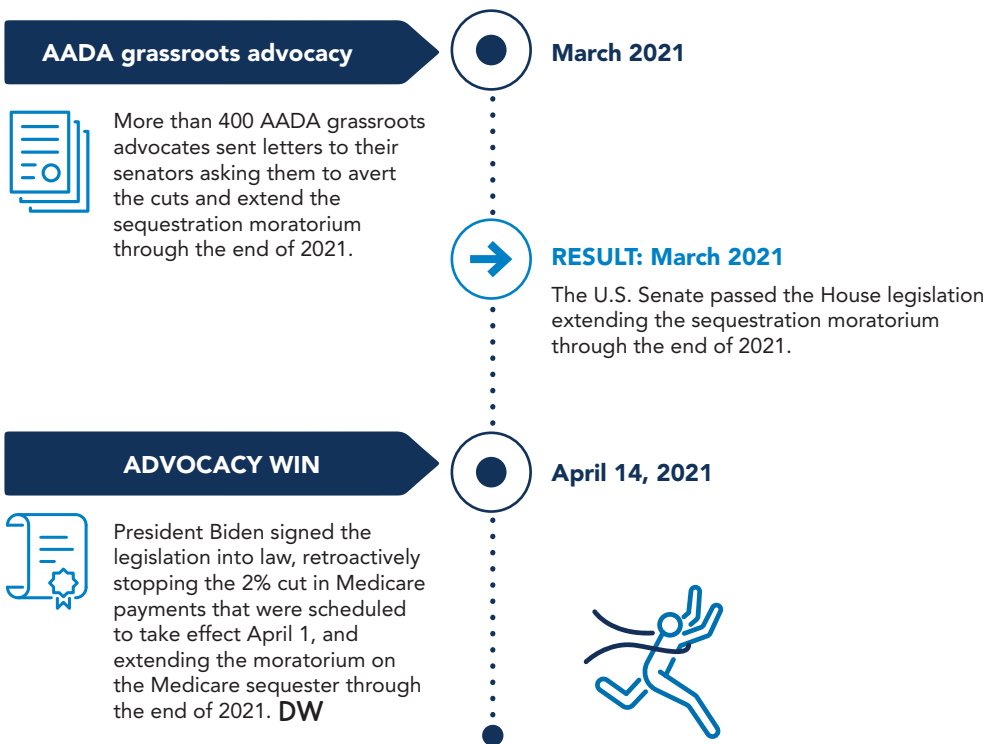 AADA grassroots advocacy
March 2021
More than 400 AADA grassroots
advocates sent letters to their
senators asking them to avert
the cuts and extend the
sequestration moratorium
through the end of 2021.
RESULT: March 2021
The U.S. Senate passed the House legislation
extending the sequestration moratorium
through the end of 2021.
ADVOCACY WIN
April 14, 2021
President Biden signed the
legislation into law, retroactively
stopping the 2% cut in Medicare
payments that were scheduled
to take effect April 1, and
extending the moratorium on
the Medicare sequester through
the end of 2021. DW